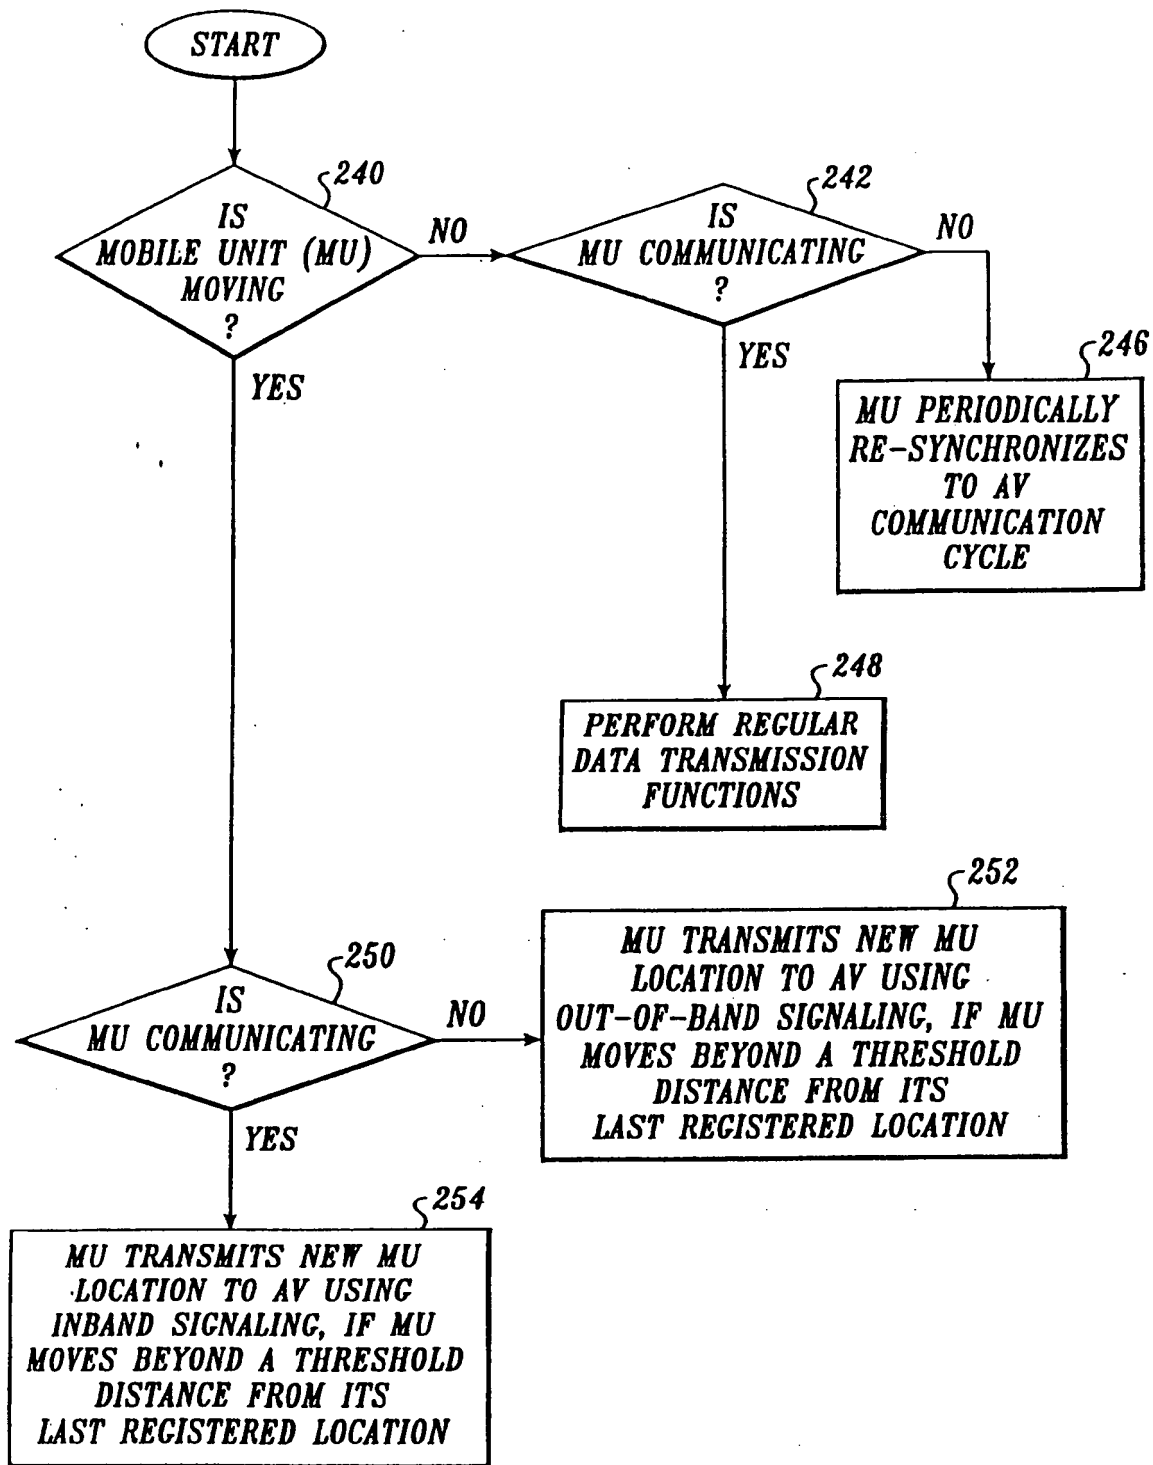 START
240
IS
MOBILE UNIT (MU)
MOVING
?
NO
242
IS
MU COMMUNICATING
?
NO
YES
YES
246
MU PERIODICALLY
RE-SYNCHRONIZES
TO AV
COMMUNICATION
CYCLE
248
PERFORM REGULAR
DATA TRANSMISSION
FUNCTIONS
250
IS
MU COMMUNICATING
?
NO
YES
252
MU TRANSMITS NEW MU
LOCATION TO AV USING
OUT-OF-BAND SIGNALING, IF MU
MOVES BEYOND A THRESHOLD
DISTANCE FROM ITS
LAST REGISTERED LOCATION
254
MU TRANSMITS NEW MU
LOCATION TO AV USING
INBAND SIGNALING, IF MU
MOVES BEYOND A THRESHOLD
DISTANCE FROM ITS
LAST REGISTERED LOCATION